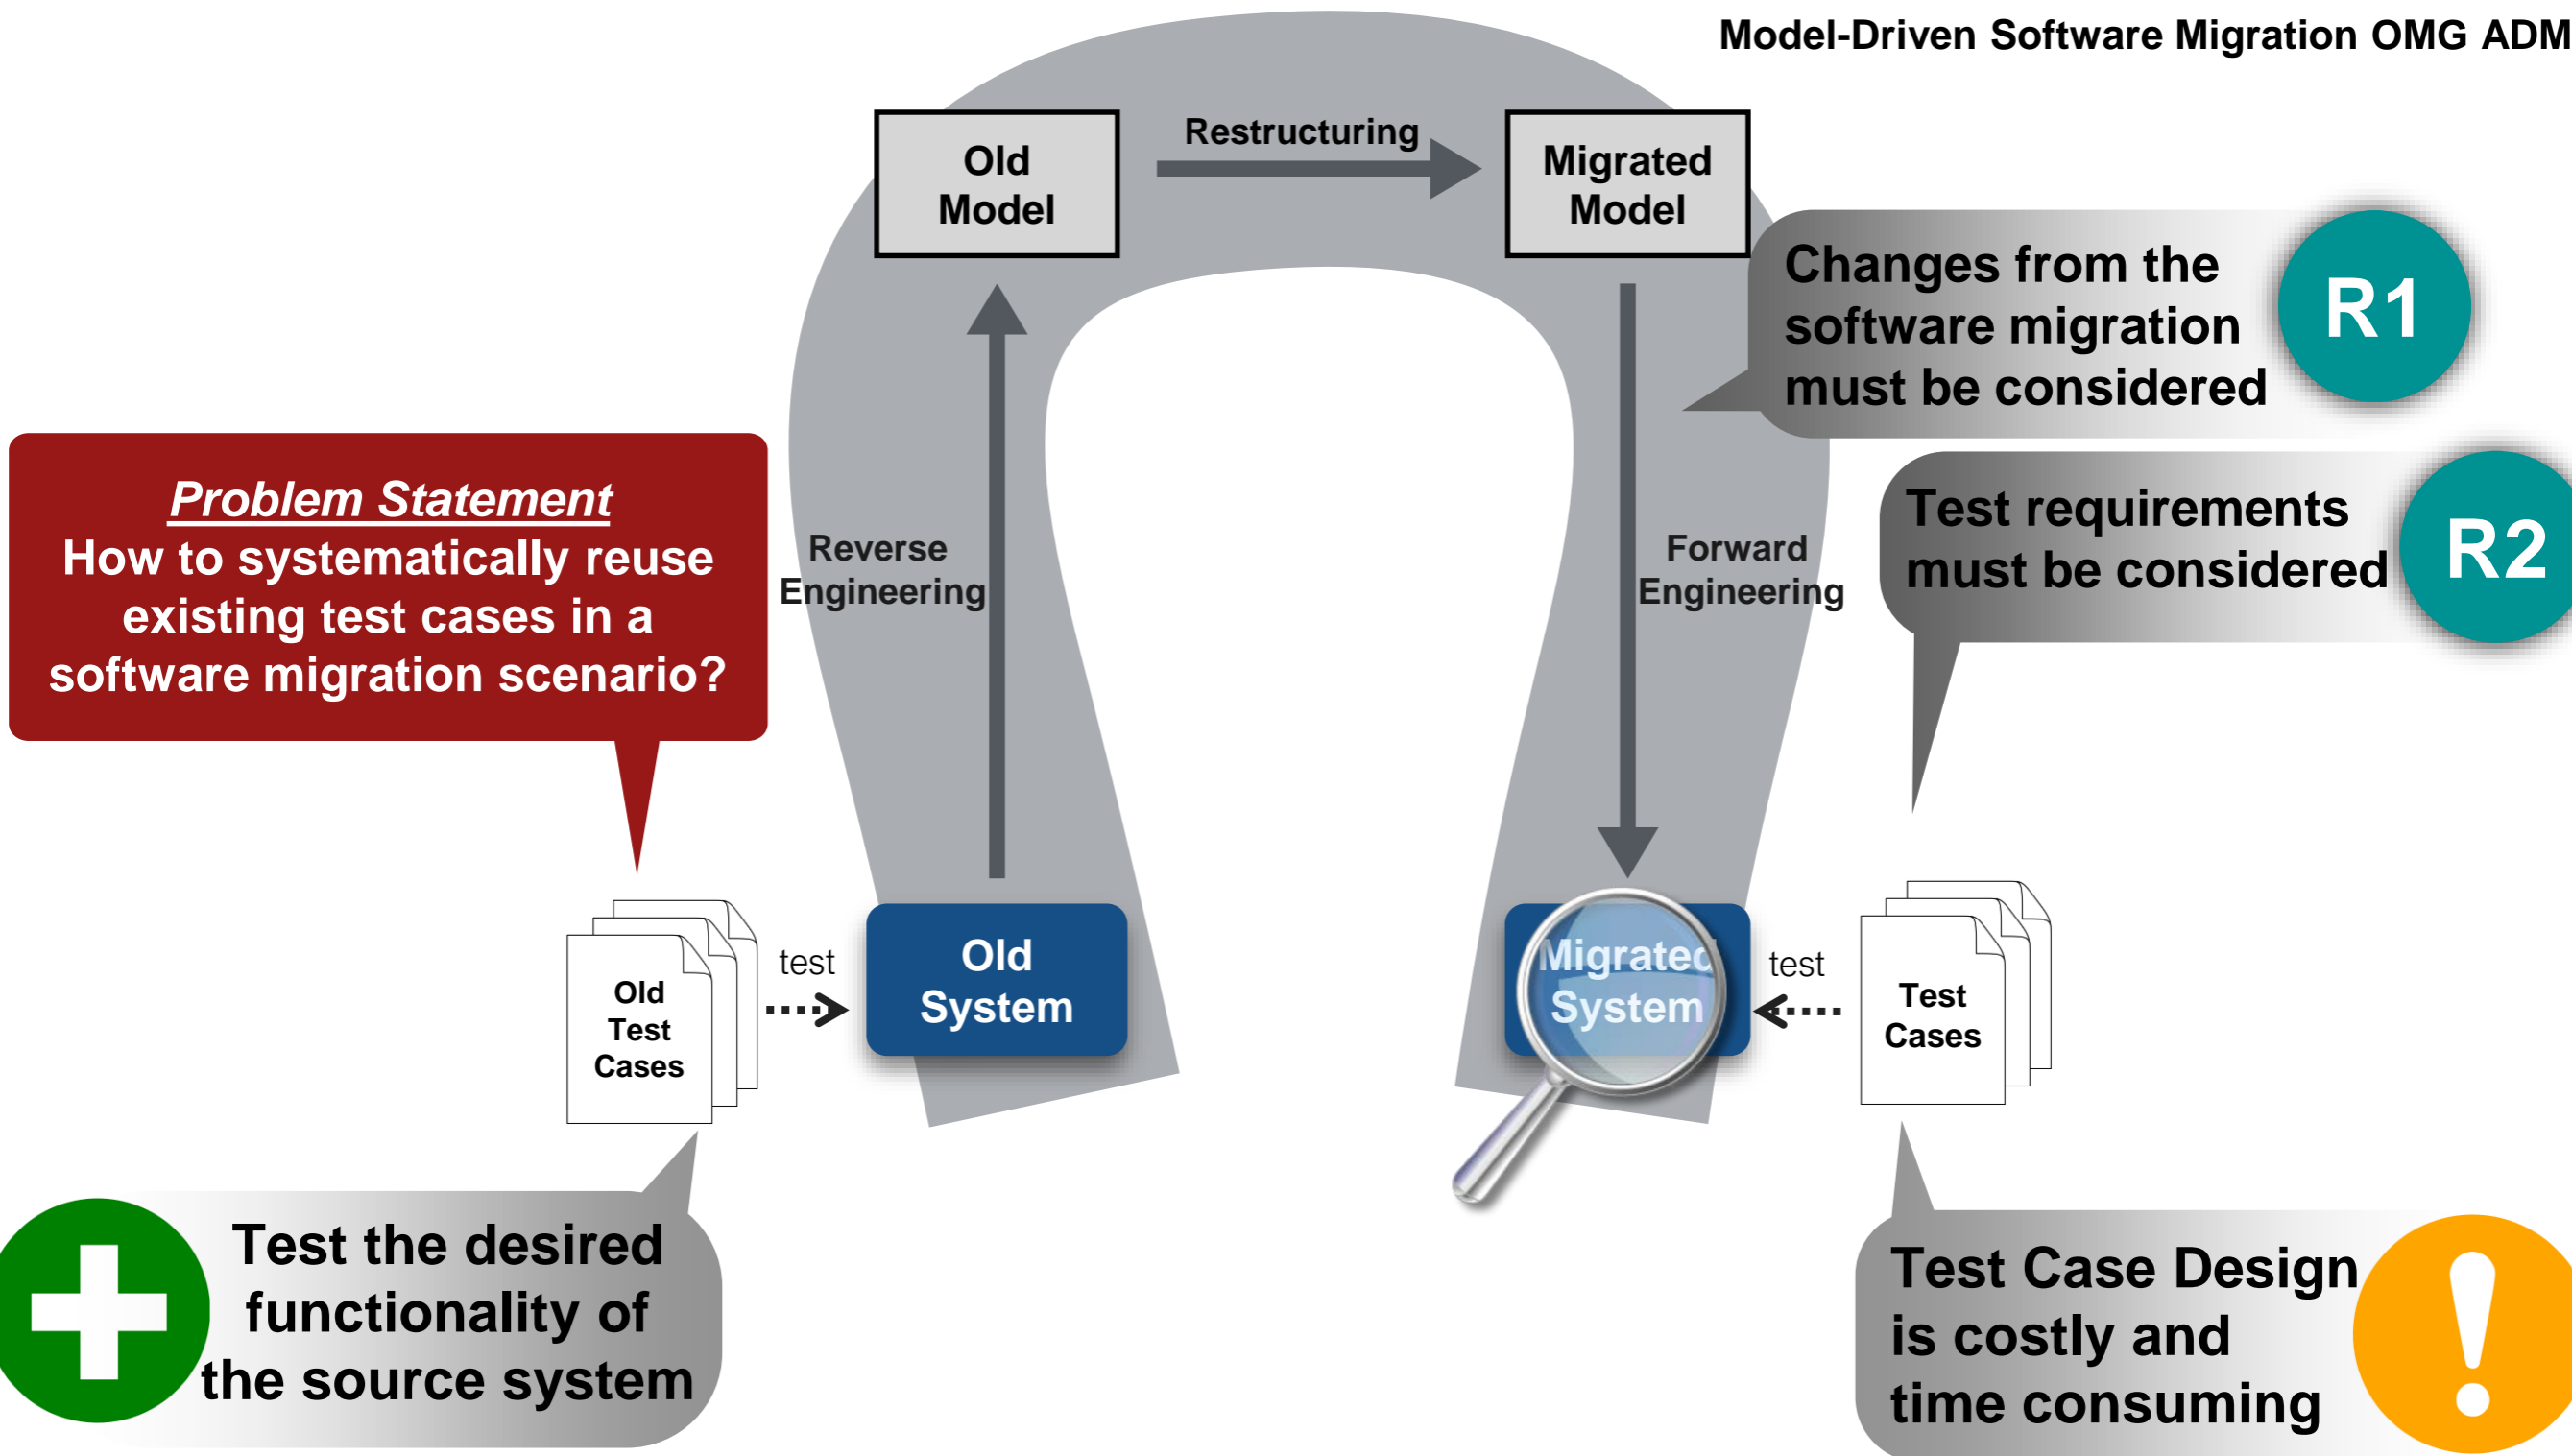 Model-Driven Software Migration OMG ADM
Old
Model
Restructuring
Migrated
Model
Changes from the
software migration
must be considered
R1
Problem Statement
How to systematically reuse
existing test cases in a
software migration scenario?
Reverse
Engineering
Forward
Engineering
Test requirements
must be considered
R2
Old
Test
Cases
test
Old
System
Migrated
System
test
Test
Cases
Test the desired
functionality of
the source system
Test Case Design
is costly and
time consuming